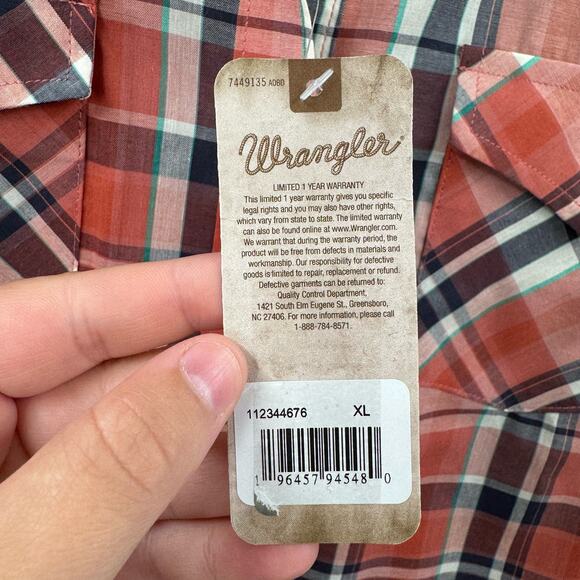 7449135 ADBD
Wrangler
LIMITED 1 YEAR WARRANTY
This limited 1 year warranty gives you specific
legal rights and you may also have other rights,
which vary from state to state. The limited warranty
can also be found online at www.Wrangler.com.
We warrant that during the warranty period, the
product will be free from defects in materials and
workmanship. Our responsibility for defective
goods is limited to repair, replacement or refund.
Defective garments can be returned to:
Quality Control Department,
1421 South Elm Eugene St., Greensboro,
NC 27406. For more information, please call
1-888-784-8571.
112344676 XL
1 96457 94548 0